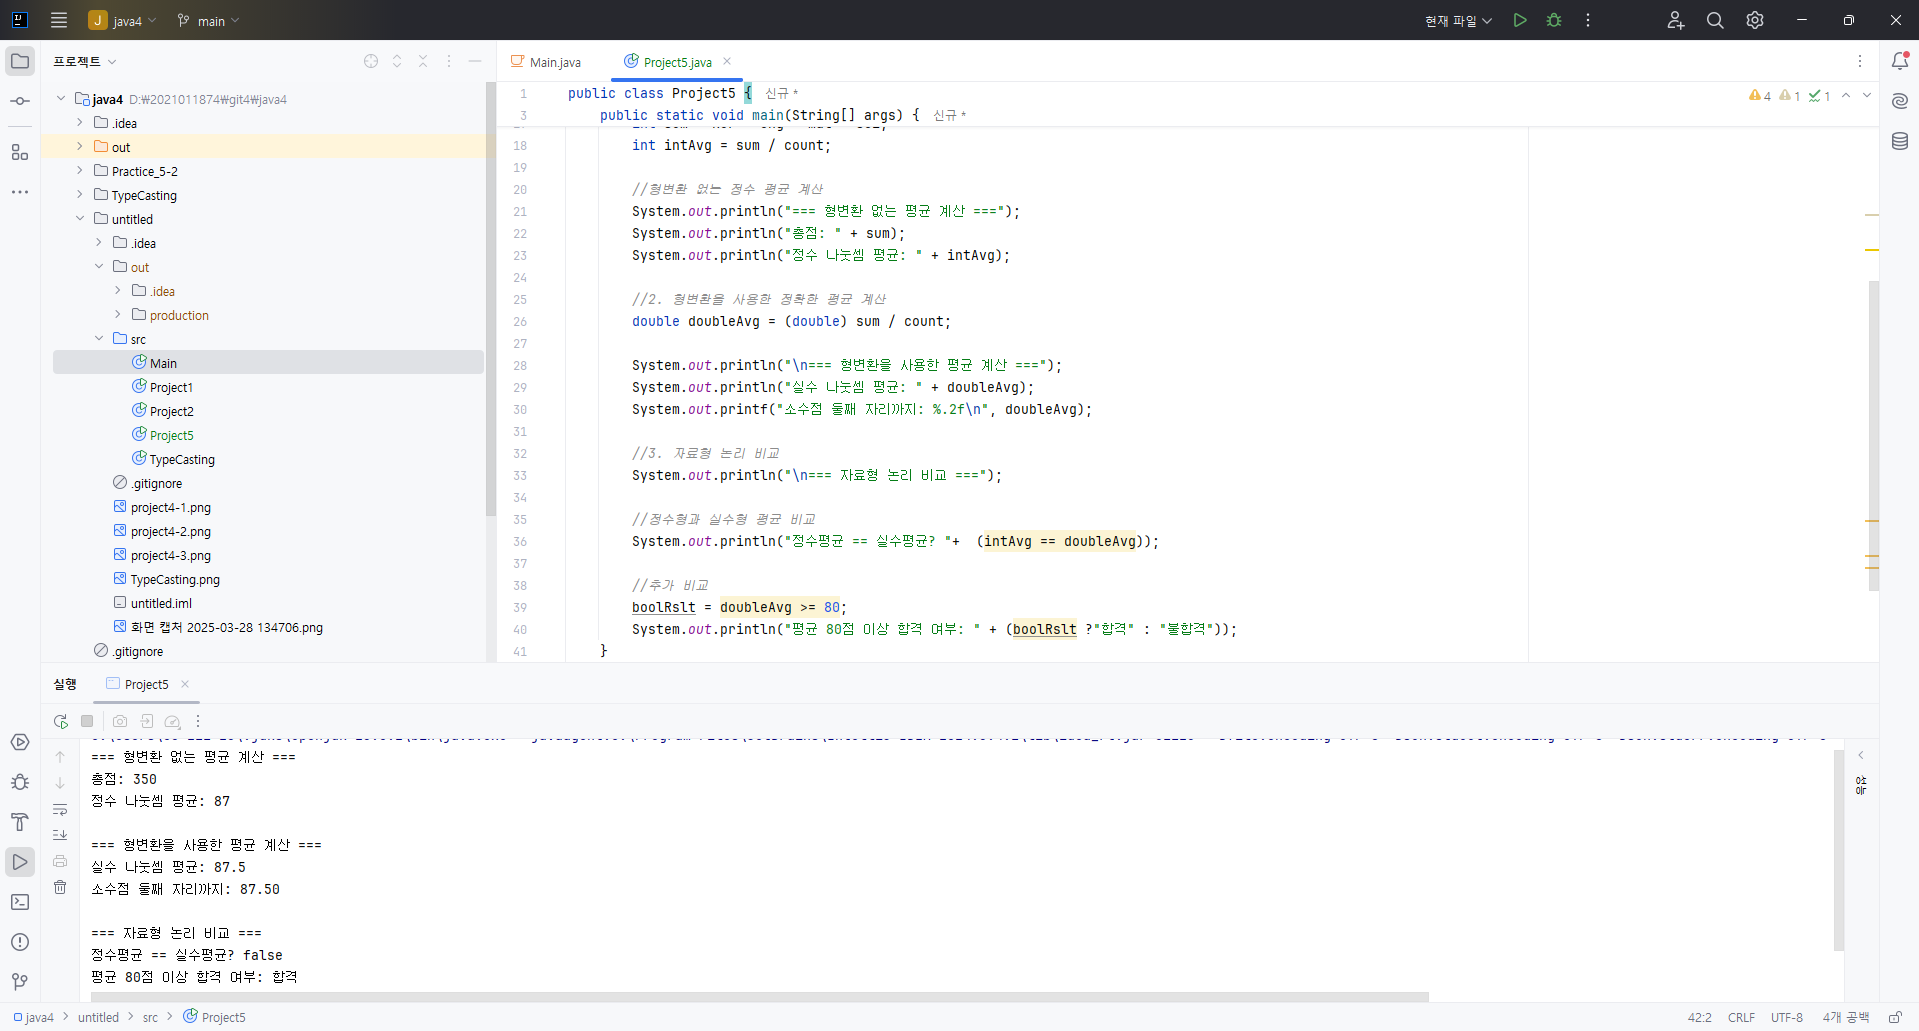 J java4 main 현재 파일
프로젝트
java4 D:￦2021011874￦git4￦java4
.idea
out
Practice_5-2
TypeCasting
untitled
.idea
out
.idea
production
src
Main
Project1
Project2
Project5
TypeCasting
.gitignore
project4-1.png
project4-2.png
project4-3.png
TypeCasting.png
untitled.iml
화면 캡처 2025-03-28 134706.png
.gitignore
Main.java Project5.java
4 1 1
1 public class Project5 { 신규 *
3 public static void main(String[] args) { 신규 *
18 int intAvg = sum / count;
19
20 //형변환 없는 정수 평균 계산
21 System.out.println("=== 형변환 없는 평균 계산 ===");
22 System.out.println("총점: " + sum);
23 System.out.println("정수 나눗셈 평균: " + intAvg);
24
25 //2. 형변환을 사용한 정확한 평균 계산
26 double doubleAvg = (double) sum / count;
27
28 System.out.println("\n=== 형변환을 사용한 평균 계산 ===");
29 System.out.println("실수 나눗셈 평균: " + doubleAvg);
30 System.out.printf("소수점 둘째 자리까지: %.2f\n", doubleAvg);
31
32 //3. 자료형 논리 비교
33 System.out.println("\n=== 자료형 논리 비교 ===");
34
35 //정수형과 실수형 평균 비교
36 System.out.println("정수평균 == 실수평균? "+  (intAvg == doubleAvg));
37
38 //추가 비교
39 boolRslt = doubleAvg >= 80;
40 System.out.println("평균 80점 이상 합격 여부: " + (boolRslt ?"합격" : "불합격"));
41 }
실행 Project5
=== 형변환 없는 평균 계산 ===
총점: 350
정수 나눗셈 평균: 87
=== 형변환을 사용한 평균 계산 ===
실수 나눗셈 평균: 87.5
소수점 둘째 자리까지: 87.50
=== 자료형 논리 비교 ===
정수평균 == 실수평균? false
평균 80점 이상 합격 여부: 합격
java4 > untitled > src > Project5
42:2 CRLF UTF-8 4개 공백